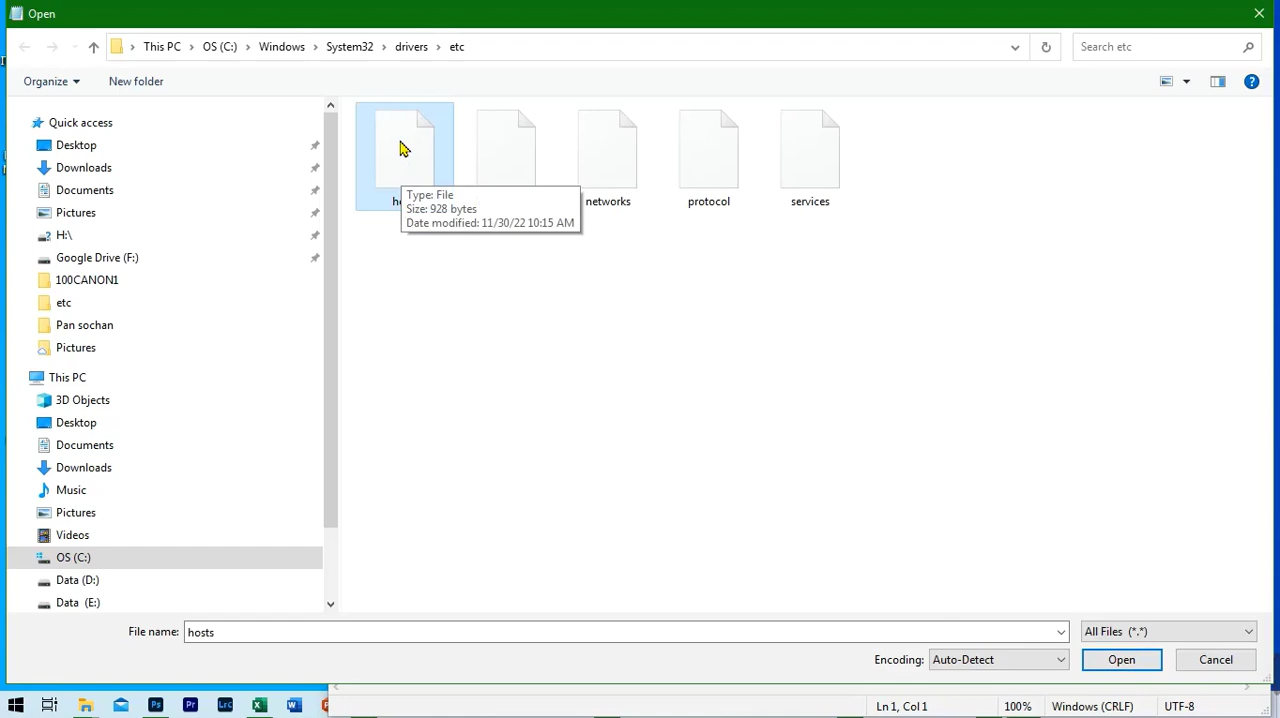 Open
This PC
OS (C:)
Windows
System32
drivers
etc
Search etc
Organize
New folder
networks
protocol
services
Type: File
Size: 928 bytes
Date modified: 11/30/22 10:15 AM
Quick access
Desktop
Downloads
Documents
Pictures
H:\
Google Drive (F:)
100CANON1
etc
Pan sochan
Pictures
This PC
3D Objects
Desktop
Documents
Downloads
Music
Pictures
Videos
OS (C:)
Data (D:)
Data (E:)
File name:
hosts
All Files (*.*)
Encoding:
Auto-Detect
Open
Cancel
Ps
Pr
Lrc
Ln 1, Col 1
100%
Windows (CRLF)
UTF-8